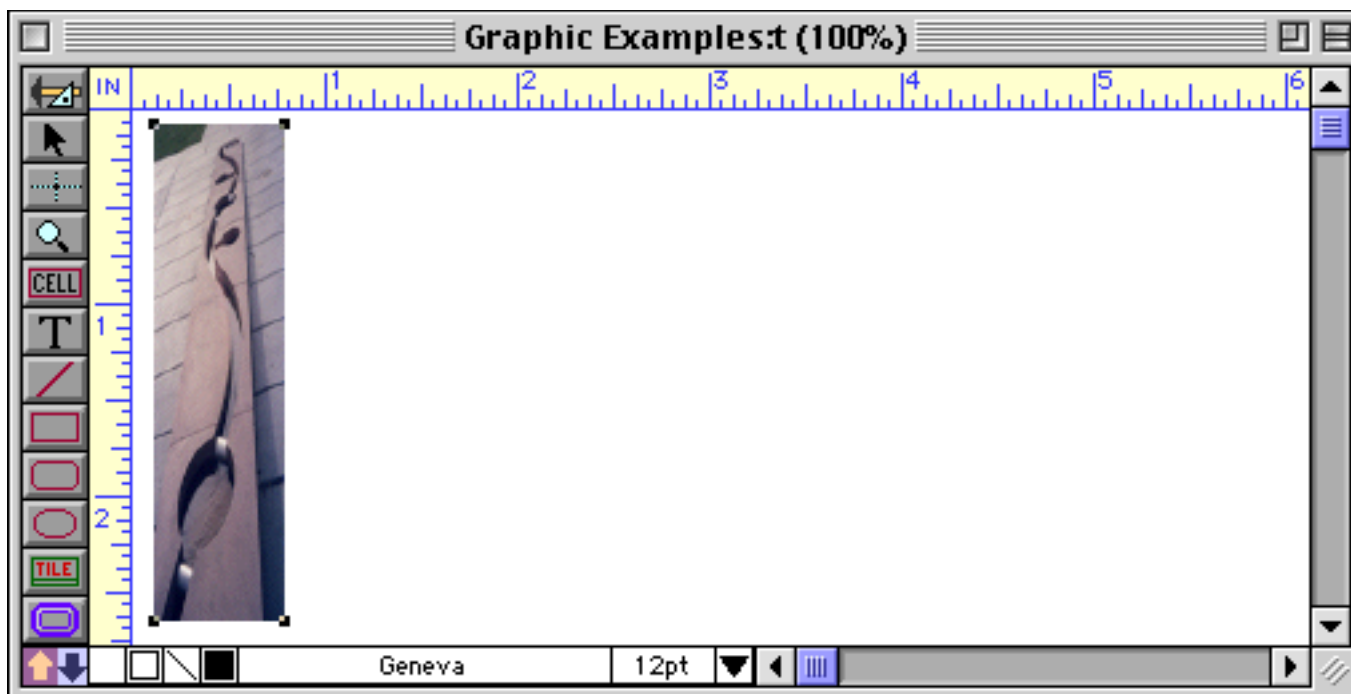 Graphic Examples:t (100%)
IN 1 2 3 4 5 6
CELL
T
1
2
TILE
Geneva 12pt